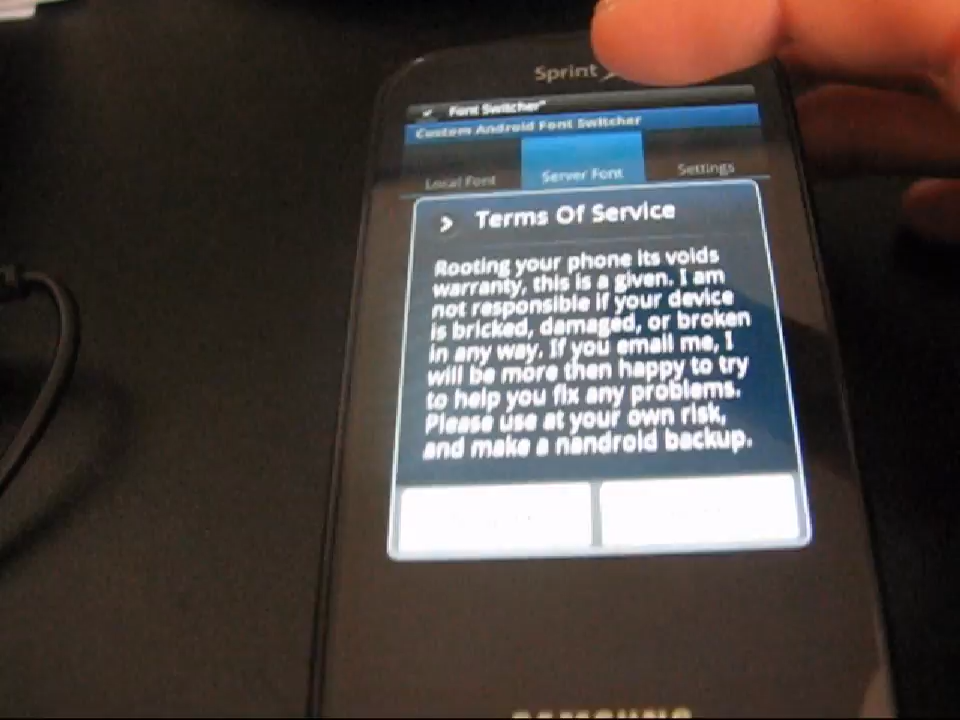 Sprint
Font Switcher"
Custom Android Font Switcher
Local Font Server Font Settings
Terms Of Service
Rooting your phone its voids
warranty, this is a given. I am
not responsible if your device
is bricked, damaged, or broken
in any way. If you email me, I
will be more then happy to try
to help you fix any problems.
Please use at your own risk,
and make a nandroid backup.
SAMSUNG